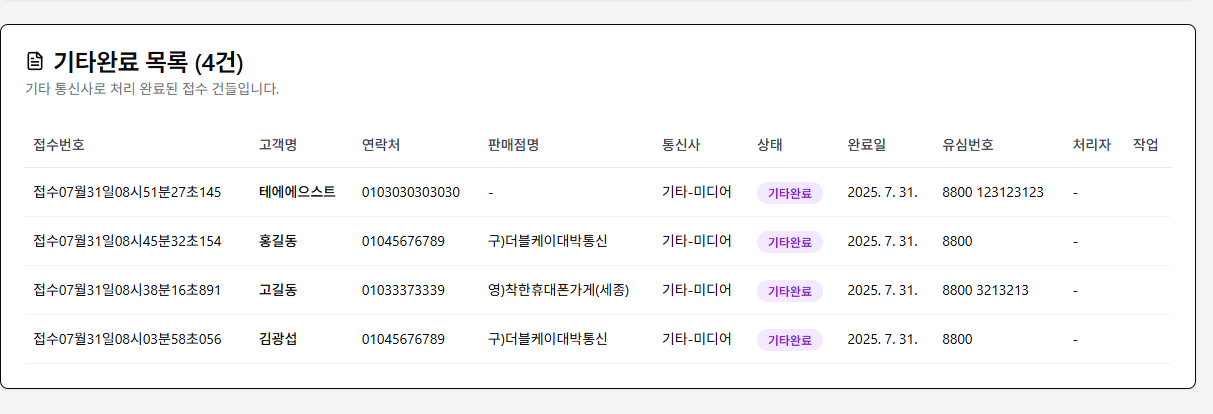 기타완료 목록 (4건)
기타 통신사로 처리 완료된 접수 건들입니다.
접수번호 고객명 연락처 판매점명 통신사 상태 완료일 유심번호 처리자 작업
접수07월31일08시51분27초145 테에에으스트 0103030303030 - 기타-미디어 기타완료 2025. 7. 31. 8800 123123123 -
접수07월31일08시45분32초154 홍길동 01045676789 구)더블케이대박통신 기타-미디어 기타완료 2025. 7. 31. 8800 -
접수07월31일08시38분16초891 고길동 01033373339 영)착한휴대폰가게(세종) 기타-미디어 기타완료 2025. 7. 31. 8800 3213213 -
접수07월31일08시03분58초056 김광섭 01045676789 구)더블케이대박통신 기타-미디어 기타완료 2025. 7. 31. 8800 -